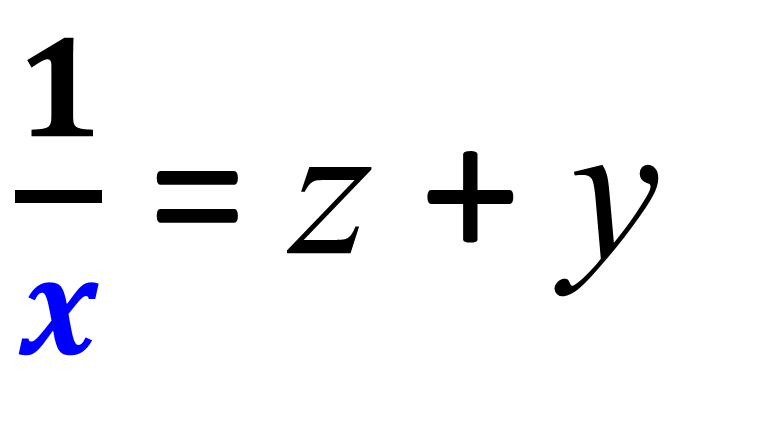 1/x = z + y